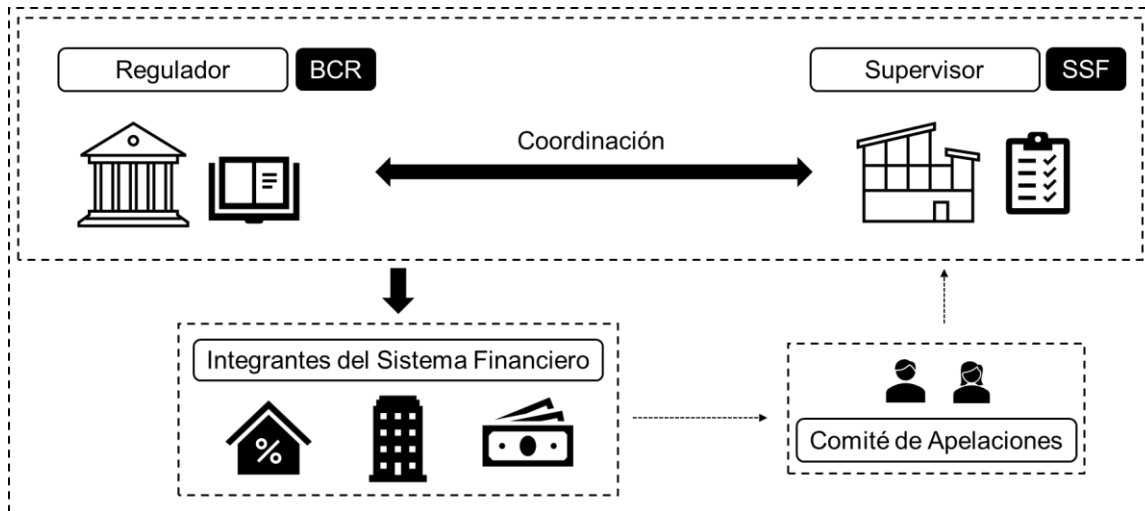 Regulador
BCR
Supervisor
SSF
Coordinación
Integrantes del Sistema Financiero
%
Comité de Apelaciones